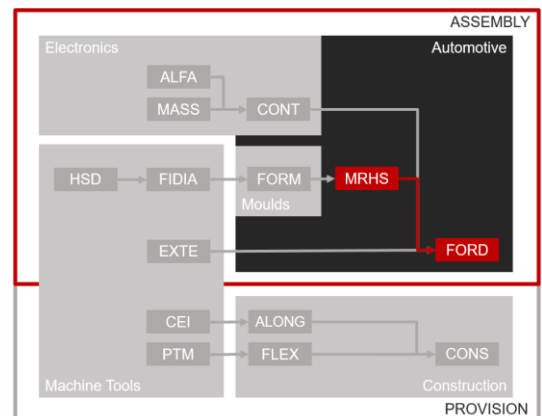 ASSEMBLY
Electronics
Automotive
ALFA
MASS
CONT
HSD
FIDIA
FORM
MRHS
Moulds
EXTE
FORD
CEI
ALONG
PTM
FLEX
CONS
Machine Tools
Construction
PROVISION